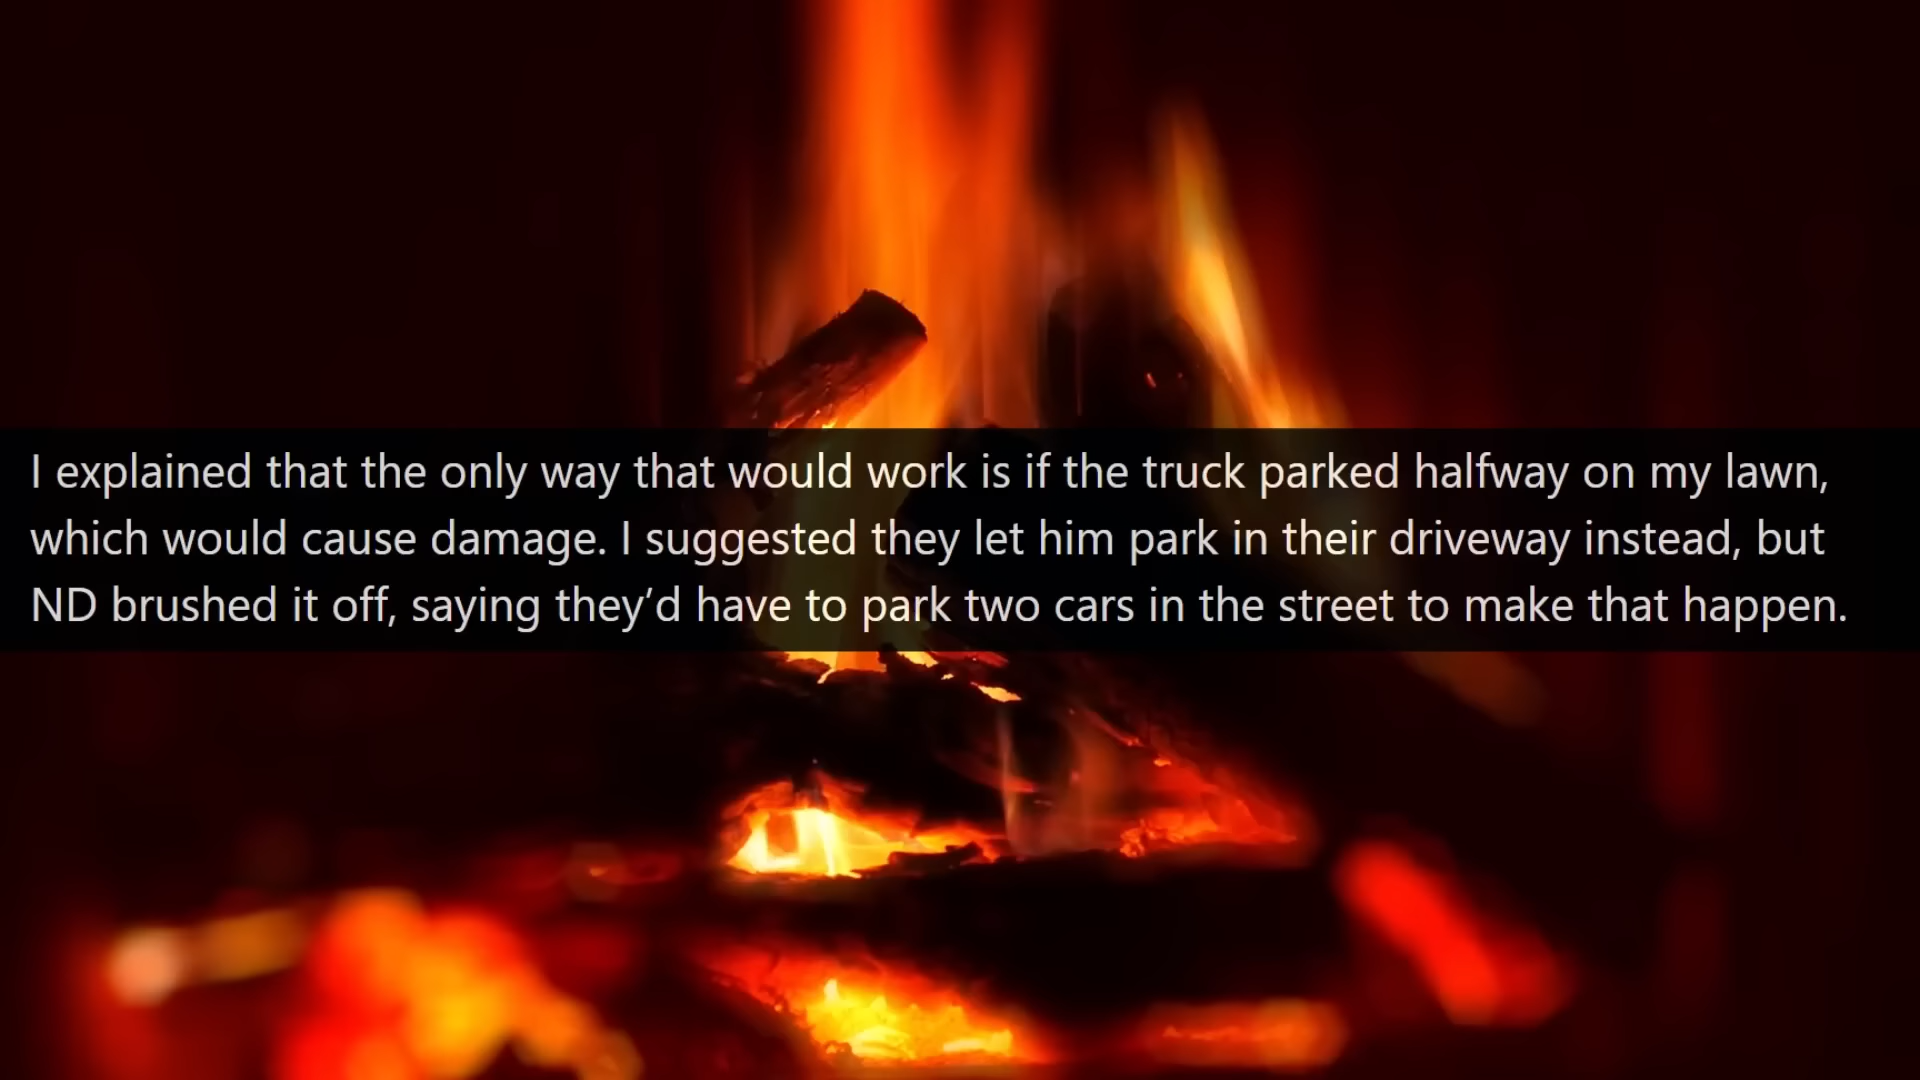 I explained that the only way that would work is if the truck parked halfway on my lawn,
which would cause damage. I suggested they let him park in their driveway instead, but
ND brushed it off, saying they’d have to park two cars in the street to make that happen.